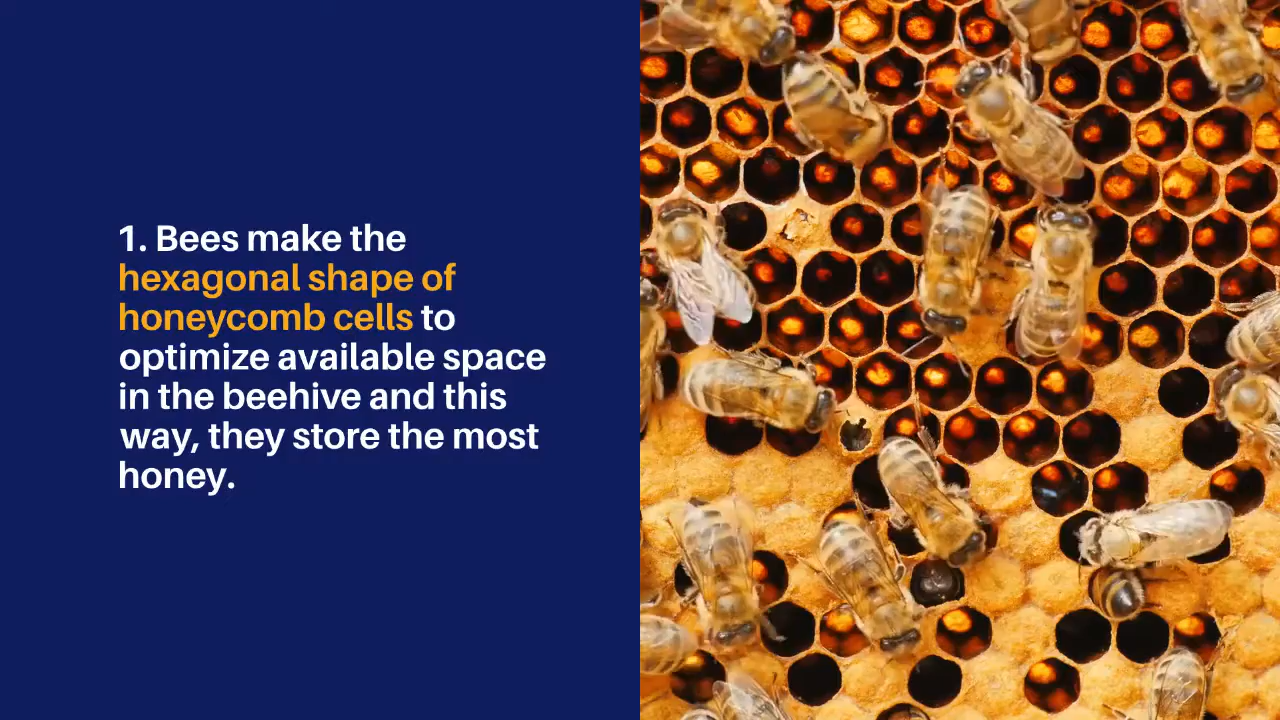 1. Bees make the
hexagonal shape of
honeycomb cells to
optimize available space
in the beehive and this
way, they store the most
honey.